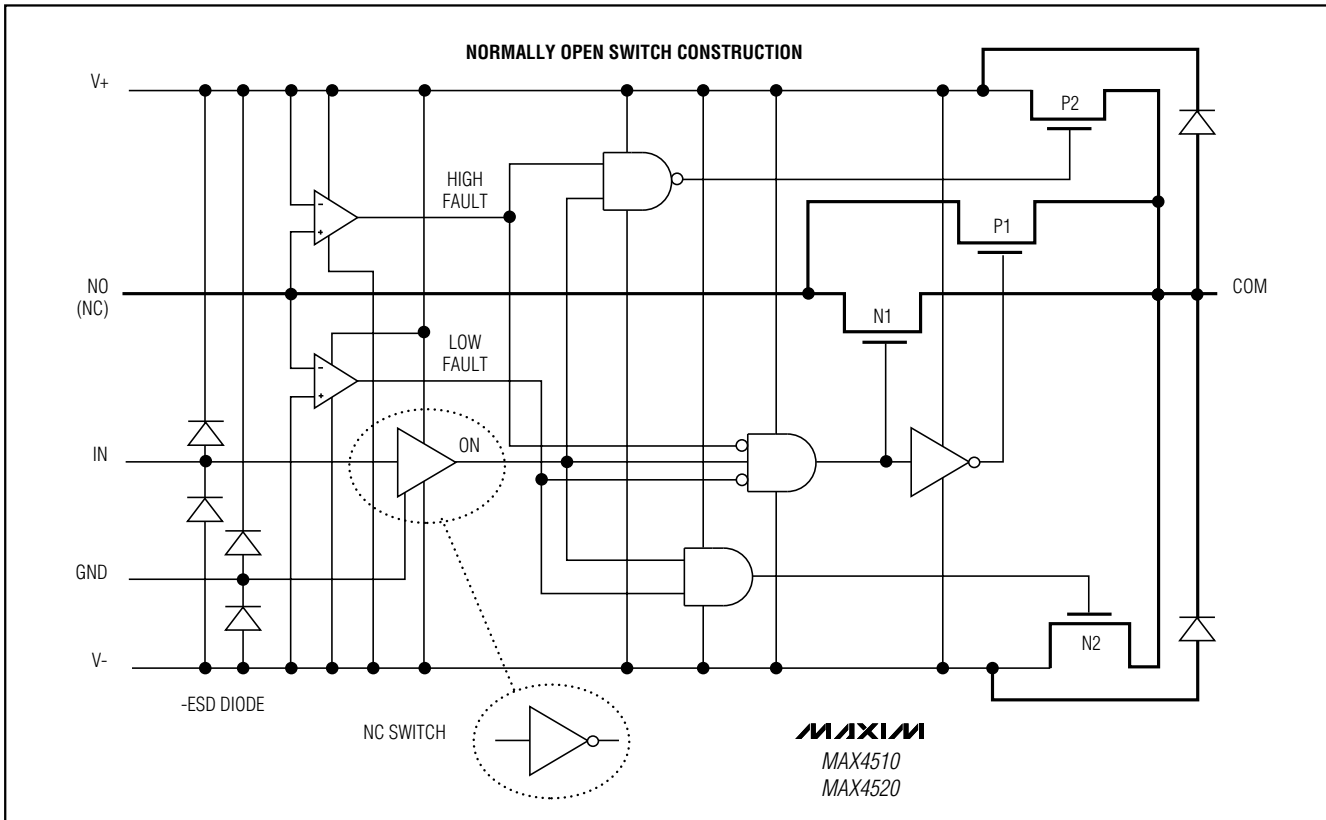 NORMALLY OPEN SWITCH CONSTRUCTION
V+
P2
HIGH
FAULT
-
+
P1
NO
(NC)
COM
N1
LOW
FAULT
-
+
ON
IN
GND
N2
V-
-ESD DIODE
NC SWITCH
MAXIM
MAX4510
MAX4520